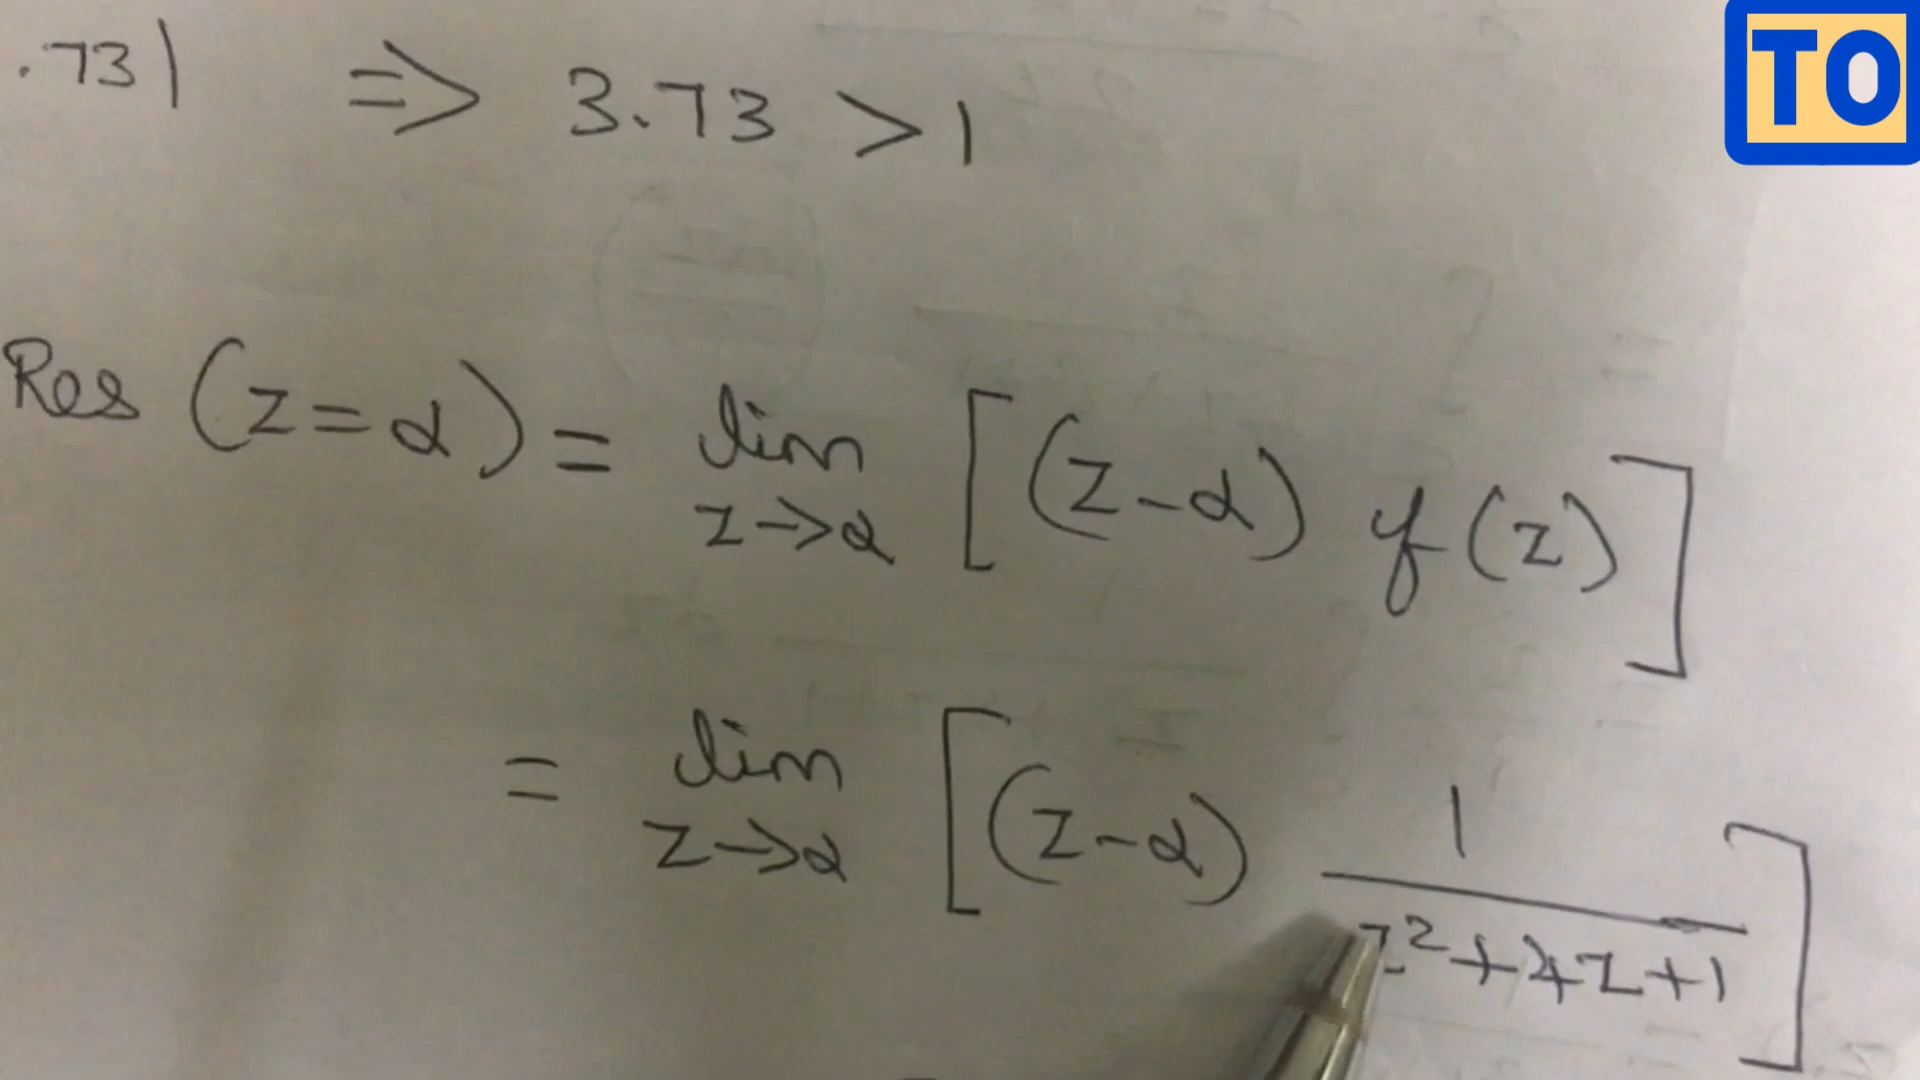 .73| => 3.73 > 1
TO
Res (z=α) = lim z→α [(z-α) f(z)]
= lim z→α [(z-α) 1/(z²+4z+1)]